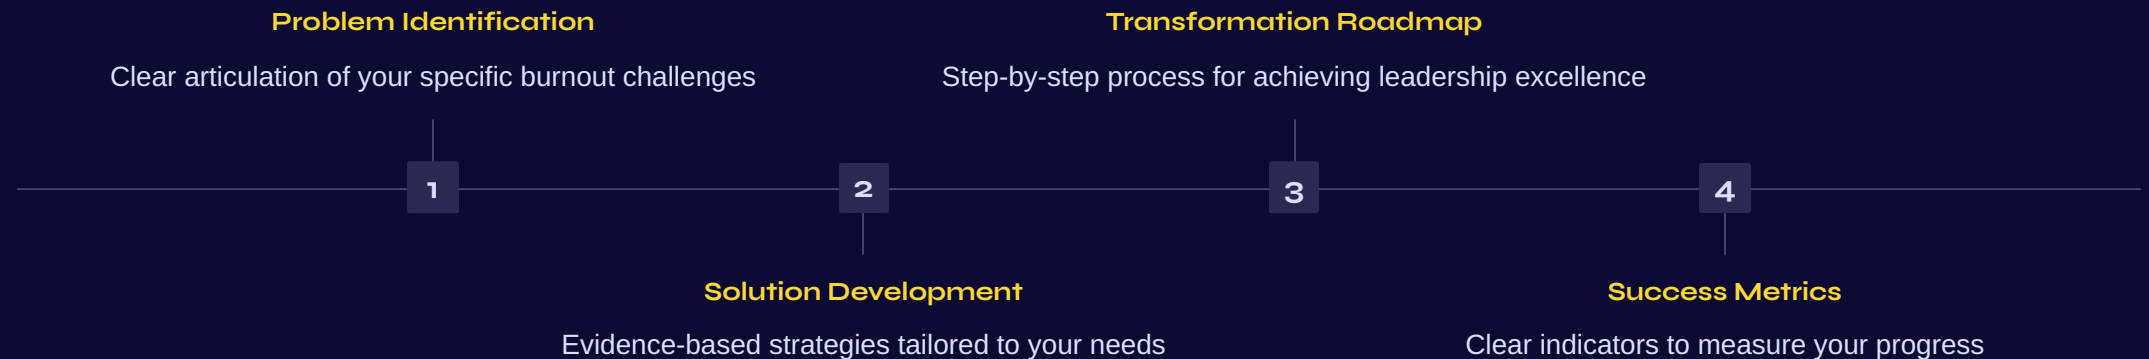 Problem Identification
Clear articulation of your specific burnout challenges
1
2
Solution Development
Evidence-based strategies tailored to your needs
Transformation Roadmap
Step-by-step process for achieving leadership excellence
3
4
Success Metrics
Clear indicators to measure your progress